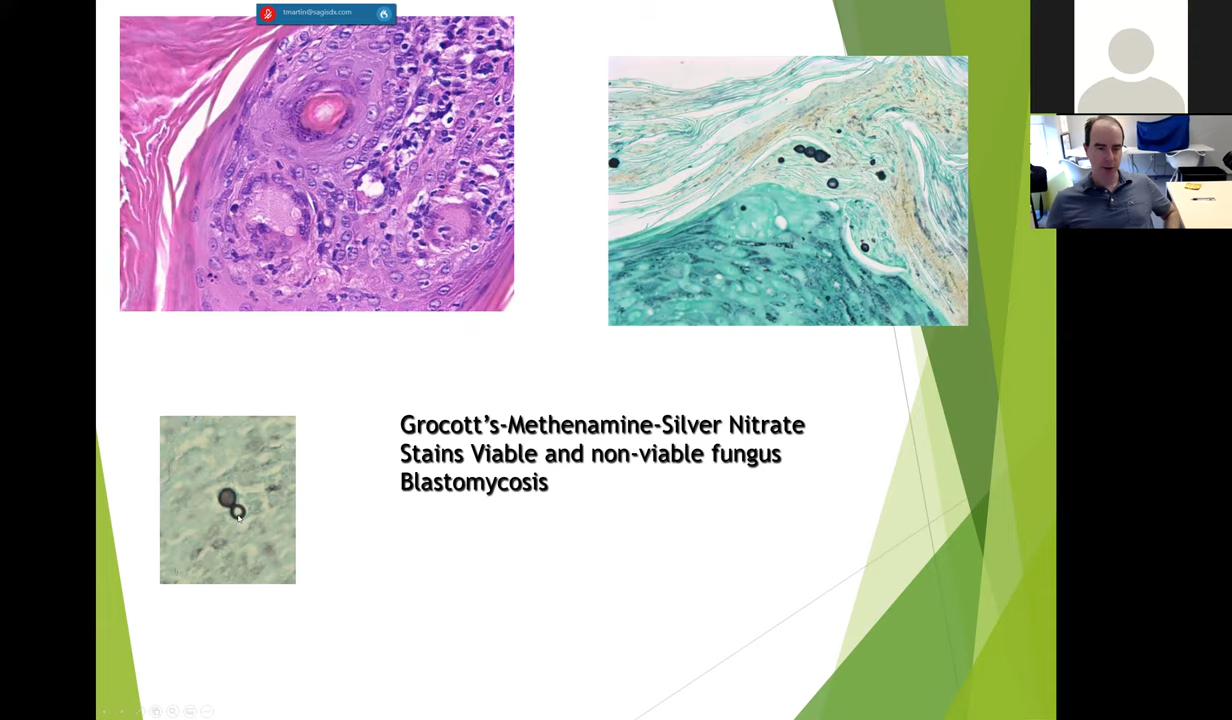 tmartin@sagisdx.com
Grocott's-Methenamine-Silver Nitrate
Stains Viable and non-viable fungus
Blastomycosis